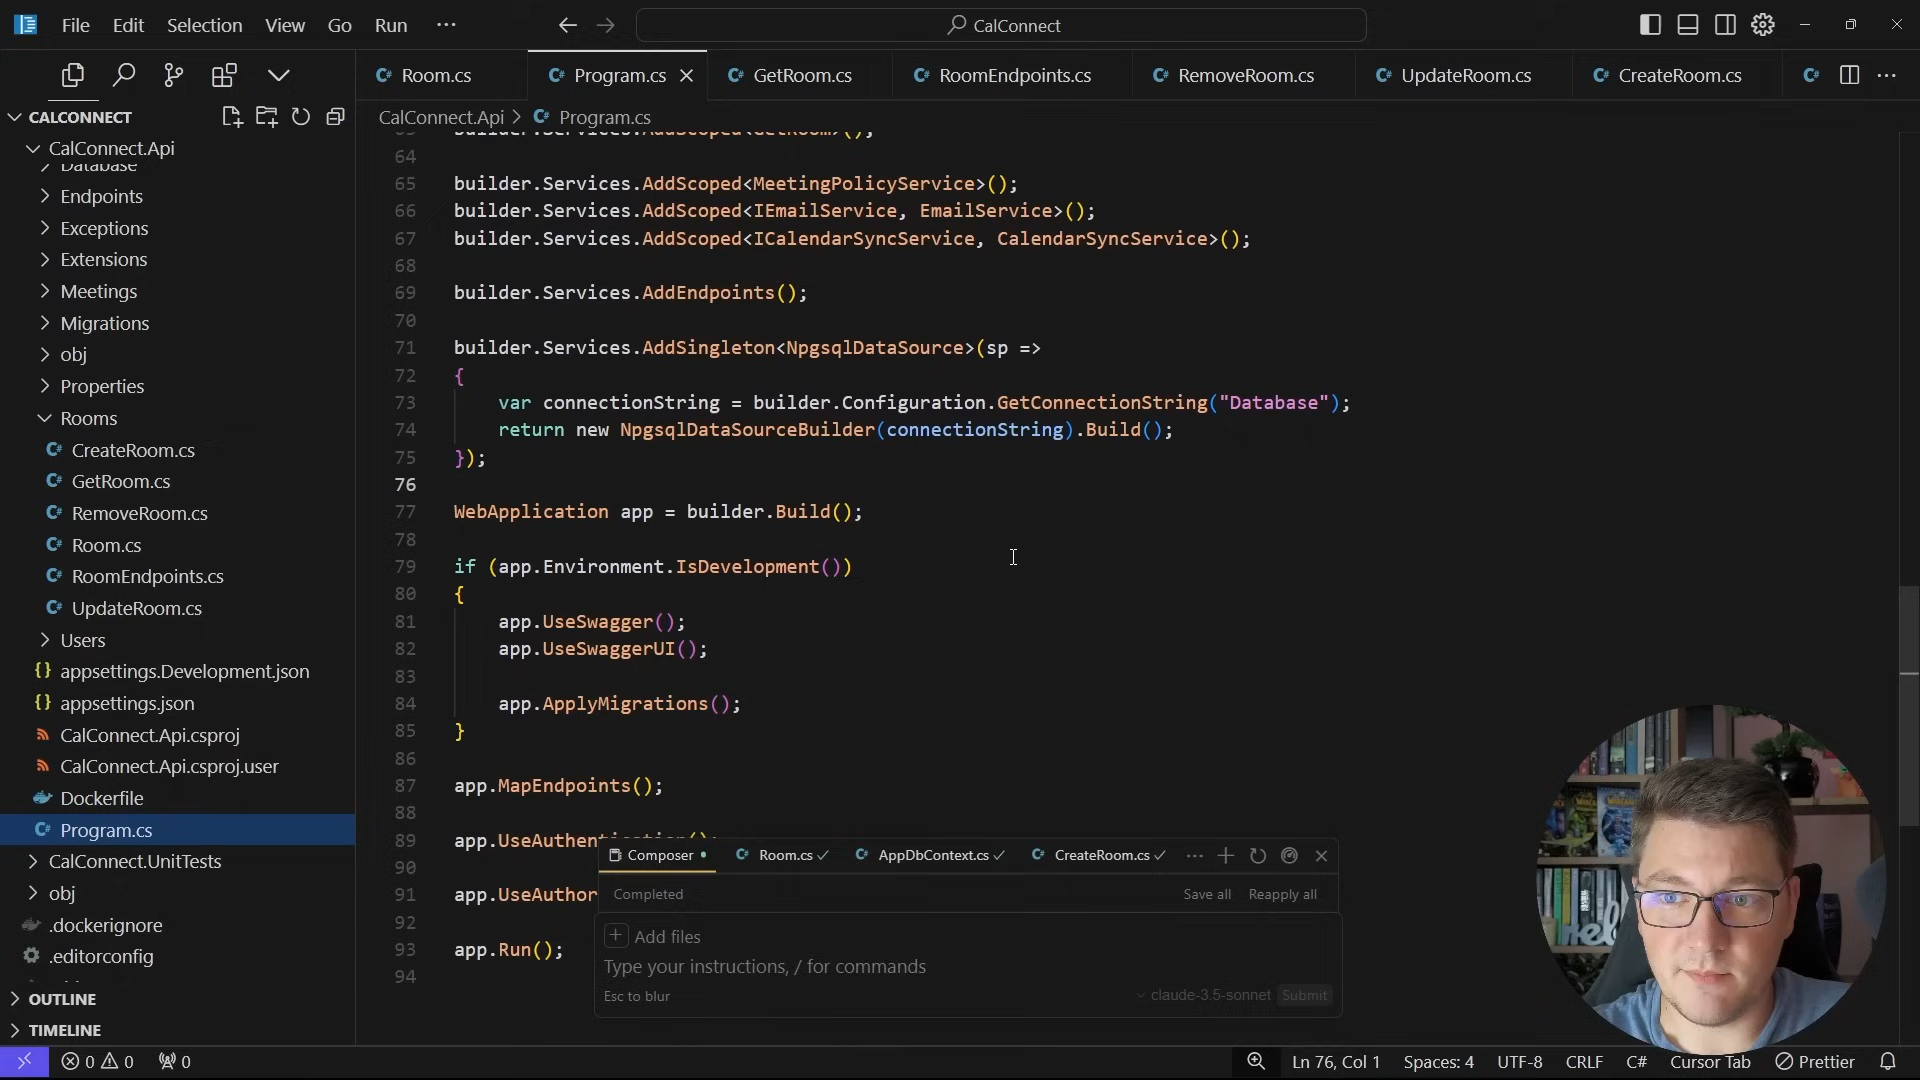 File Edit Selection View Go Run ···
CalConnect
Room.cs Program.cs GetRoom.cs RoomEndpoints.cs RemoveRoom.cs UpdateRoom.cs CreateRoom.cs
CalConnect.Api > Program.cs
CALCONNECT
CalConnect.Api
Database
Endpoints
Exceptions
Extensions
Meetings
Migrations
obj
Properties
Rooms
CreateRoom.cs
GetRoom.cs
RemoveRoom.cs
Room.cs
RoomEndpoints.cs
UpdateRoom.cs
Users
appsettings.Development.json
appsettings.json
CalConnect.Api.csproj
CalConnect.Api.csproj.user
Dockerfile
Program.cs
CalConnect.UnitTests
obj
.dockerignore
.editorconfig
OUTLINE
TIMELINE
63 builder.Services.AddScoped<GetRoom>();
64
65 builder.Services.AddScoped<MeetingPolicyService>();
66 builder.Services.AddScoped<IEmailService, EmailService>();
67 builder.Services.AddScoped<ICalendarSyncService, CalendarSyncService>();
68
69 builder.Services.AddEndpoints();
70
71 builder.Services.AddSingleton<NpgsqlDataSource>(sp =>
72 {
73 var connectionString = builder.Configuration.GetConnectionString("Database");
74 return new NpgsqlDataSourceBuilder(connectionString).Build();
75 });
76
77 WebApplication app = builder.Build();
78
79 if (app.Environment.IsDevelopment())
80 {
81 app.UseSwagger();
82 app.UseSwaggerUI();
83
84 app.ApplyMigrations();
85 }
86
87 app.MapEndpoints();
88
89 app.UseAuthentication();
90
91 app.UseAuthor
92
93 app.Run();
94
Composer Room.cs AppDbContext.cs CreateRoom.cs ···
Completed Save all Reapply all
+ Add files
Type your instructions, / for commands
Esc to blur claude-3.5-sonnet Submit
0 0 0 Ln 76, Col 1 Spaces: 4 UTF-8 CRLF C# Cursor Tab Prettier